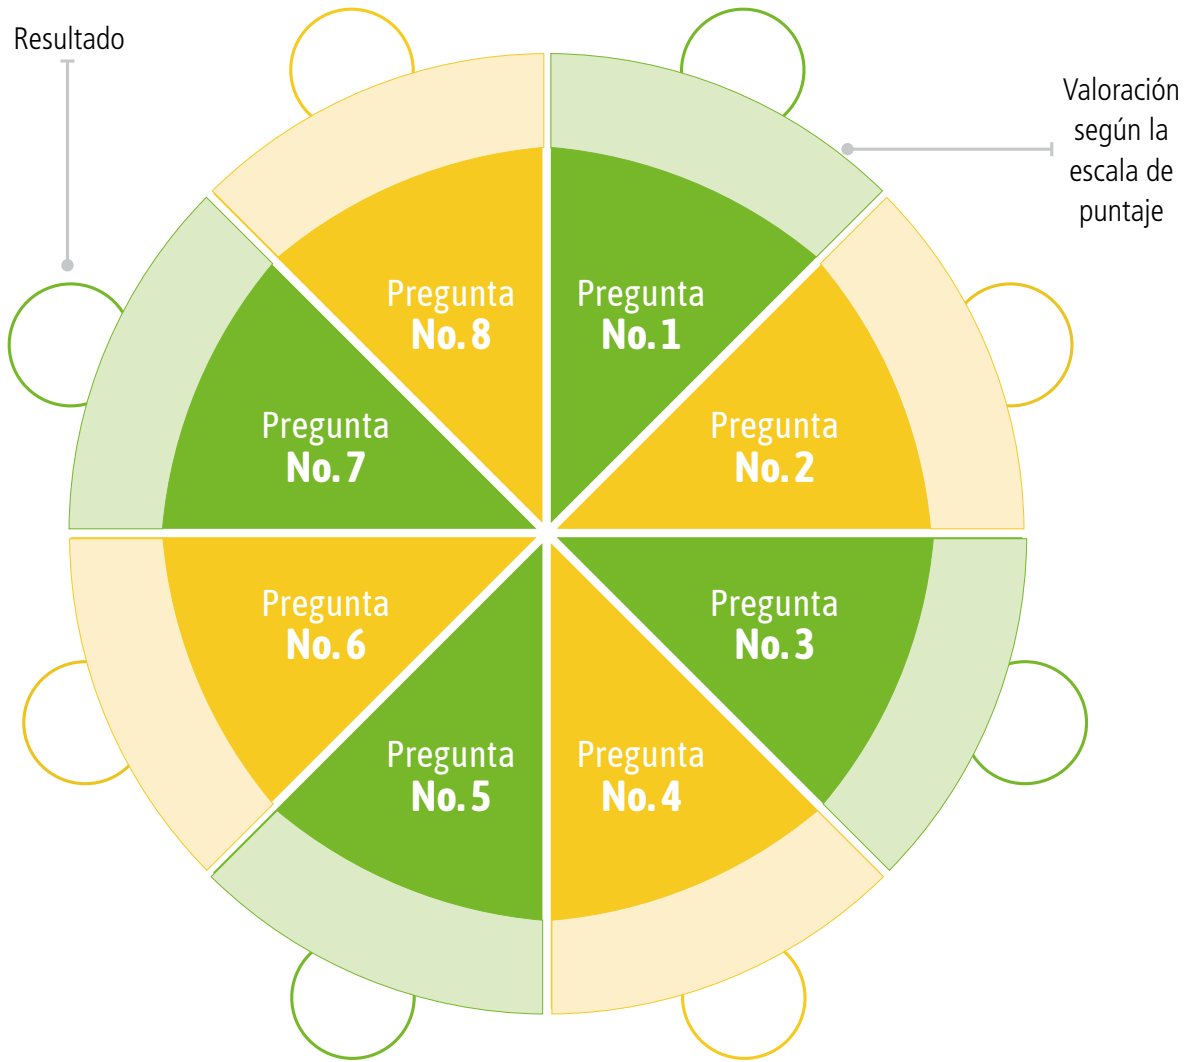 Resultado
Valoración
según la
escala de
puntaje
Pregunta
No. 8
Pregunta
No. 1
Pregunta
No. 7
Pregunta
No. 2
Pregunta
No. 6
Pregunta
No. 3
Pregunta
No. 5
Pregunta
No. 4